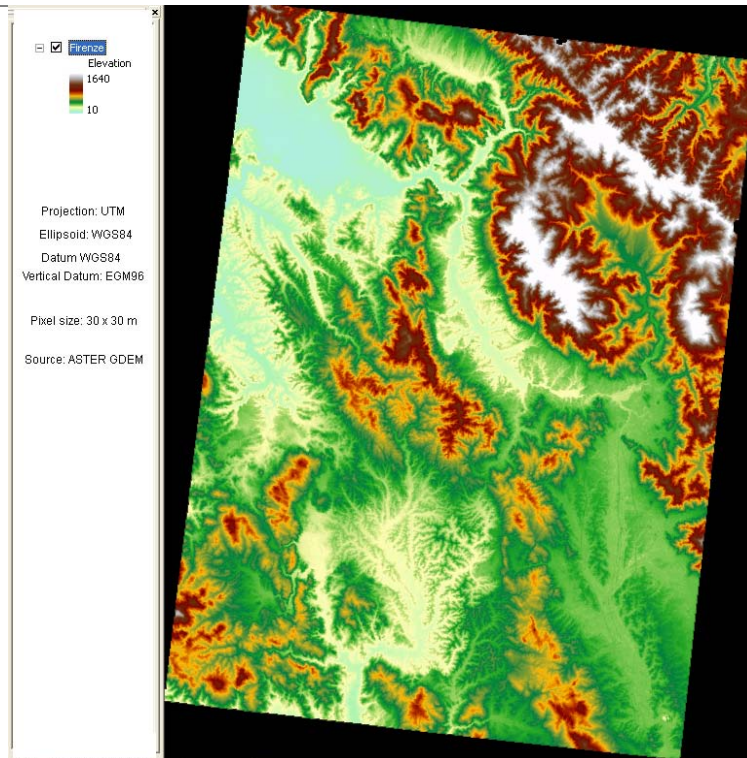 Firenze
Elevation
1640
10
Projection: UTM
Ellipsoid: WGS84
Datum WGS84
Vertical Datum: EGM96
Pixel size: 30 x 30 m
Source: ASTER GDEM